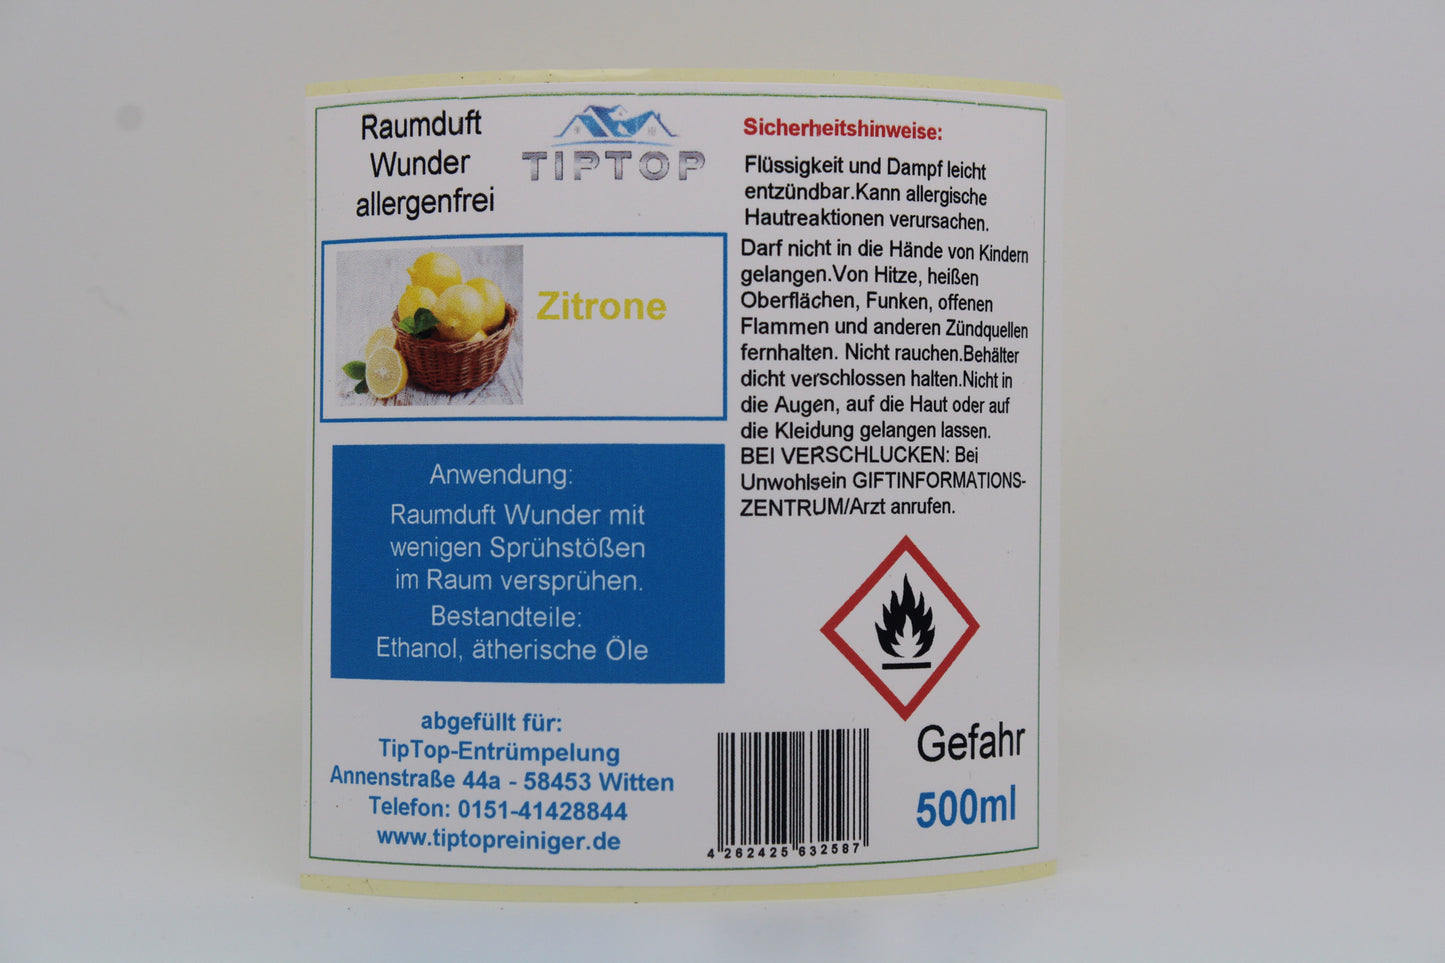 Raumduft
Wunder
allergenfrei
TIPTOP
Zitrone
Anwendung:
Raumduft Wunder mit
wenigen Sprühstößen
im Raum versprühen.
Bestandteile:
Ethanol, ätherische Öle
abgefüllt für:
TipTop-Entrümpelung
Annenstraße 44a - 58453 Witten
Telefon: 0151-41428844
www.tiptopreiniger.de
Sicherheitshinweise:
Flüssigkeit und Dampf leicht
entzündbar.Kann allergische
Hautreaktionen verursachen.
Darf nicht in die Hände von Kindern
gelangen.Von Hitze, heißen
Oberflächen, Funken, offenen
Flammen und anderen Zündquellen
fernhalten. Nicht rauchen.Behälter
dicht verschlossen halten.Nicht in
die Augen, auf die Haut oder auf
die Kleidung gelangen lassen.
BEI VERSCHLUCKEN: Bei
Unwohlsein GIFTINFORMATIONS-
ZENTRUM/Arzt anrufen.
Gefahr
500ml
4 262425 632587